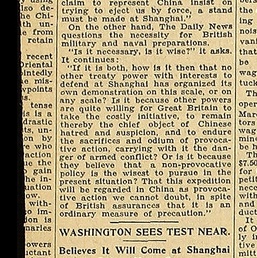 claim to represent China insist on
trying to eject us by force, a stand
must be made at Shanghai."
On the other hand, The Daily News
questions the necessity for British
military and naval preparations.
"Is it necessary, is it wise?" it asks.
It continues:
"If it is both, how is it then that no
other treaty power with interests to
defend at Shanghai has organized its
own demonstration on this scale, or on
any scale? Is it because other powers
are quite willing for Great Britain to
take the costly initiative, to remain
thereby the chief object of Chinese
hatred and suspicion, and to endure
the sacrifices and odium of provoca-
tive action, carrying with it the dan-
ger of armed conflict? Or is it because
they believe that a non-provocative
policy is the wisest to pursue in the
present situation? That this expedition
will be regarded in China as provoca-
tive action we cannot doubt, in spite
of British assurances that it is an
ordinary measure of precaution."
WASHINGTON SEES TEST NEAR.
Believes It Will Come at Shanghai